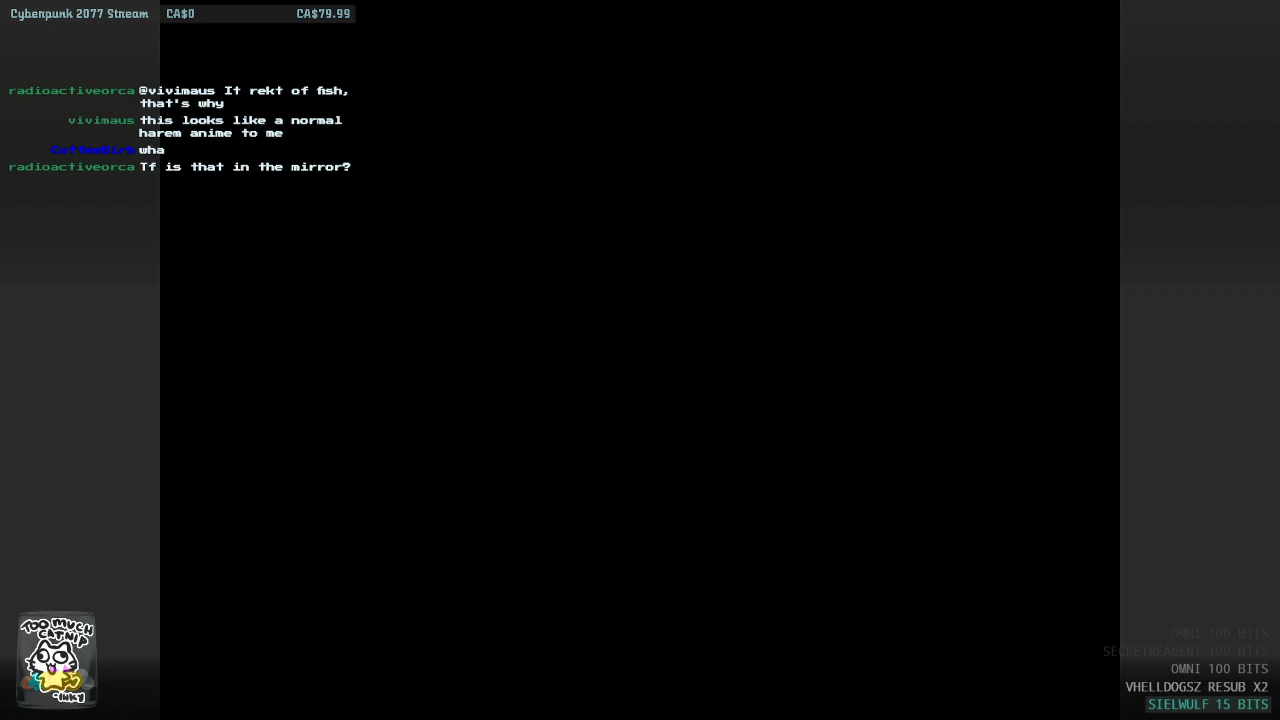 Cyberpunk 2077 Stream CA$0 CA$79.99
radioactiveorca @vivimaus It rekt of fish,
that's why
vivimaus this looks like a normal
harem anime to me
wha
radioactiveorca Tf is that in the mirror?
TOO MUCH
CATNIP
-INKY
OMNI 100 BITS
SECRETREAGENT 100 BITS
OMNI 100 BITS
VHELLDOGSZ RESUB X2
SIELWULF 15 BITS